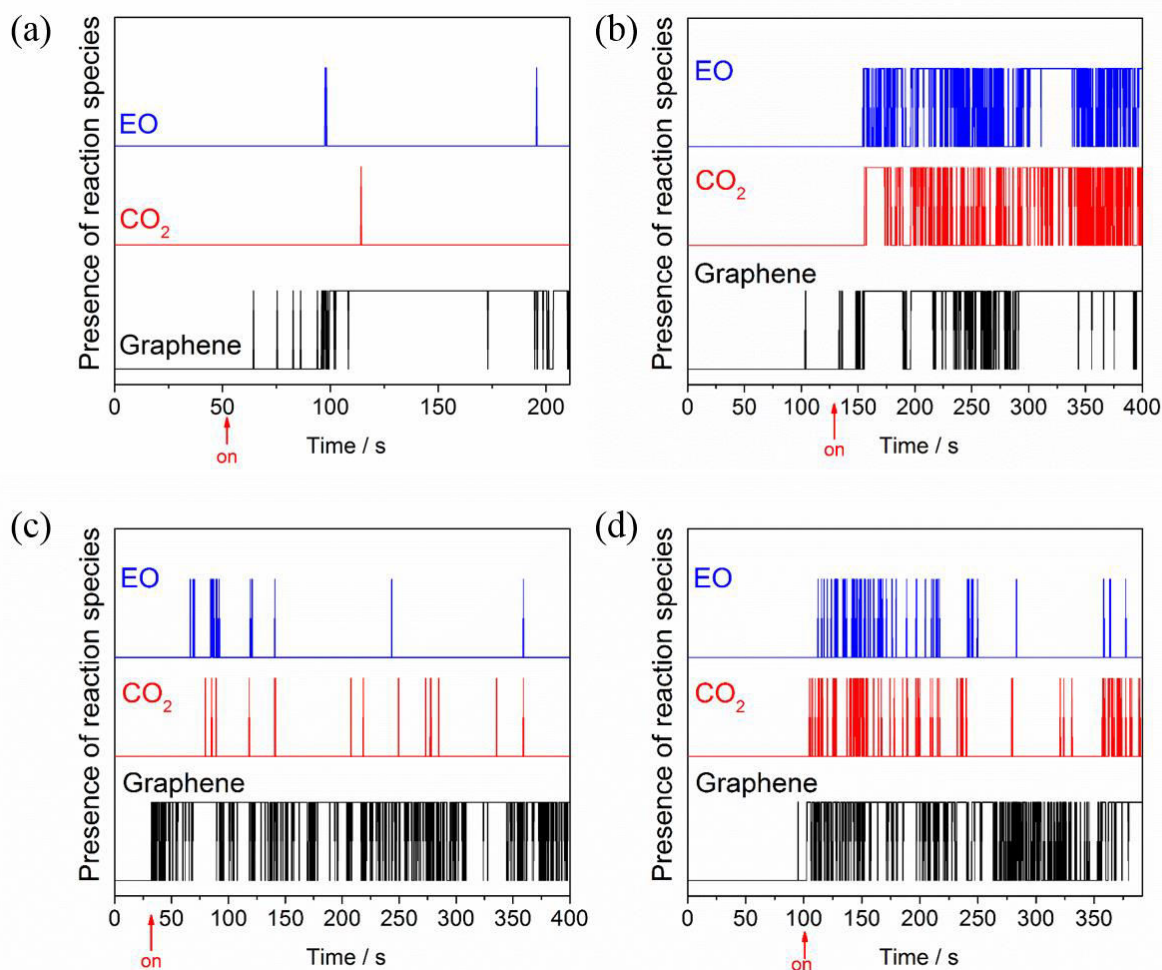 (a)
Presence of reaction species
EO
CO₂
Graphene
0 50 100 150 200
on
Time / s
(b)
Presence of reaction species
EO
CO₂
Graphene
0 50 100 150 200 250 300 350 400
on
Time / s
(c)
Presence of reaction species
EO
CO₂
Graphene
0 50 100 150 200 250 300 350 400
on
Time / s
(d)
Presence of reaction species
EO
CO₂
Graphene
0 50 100 150 200 250 300 350
on
Time / s